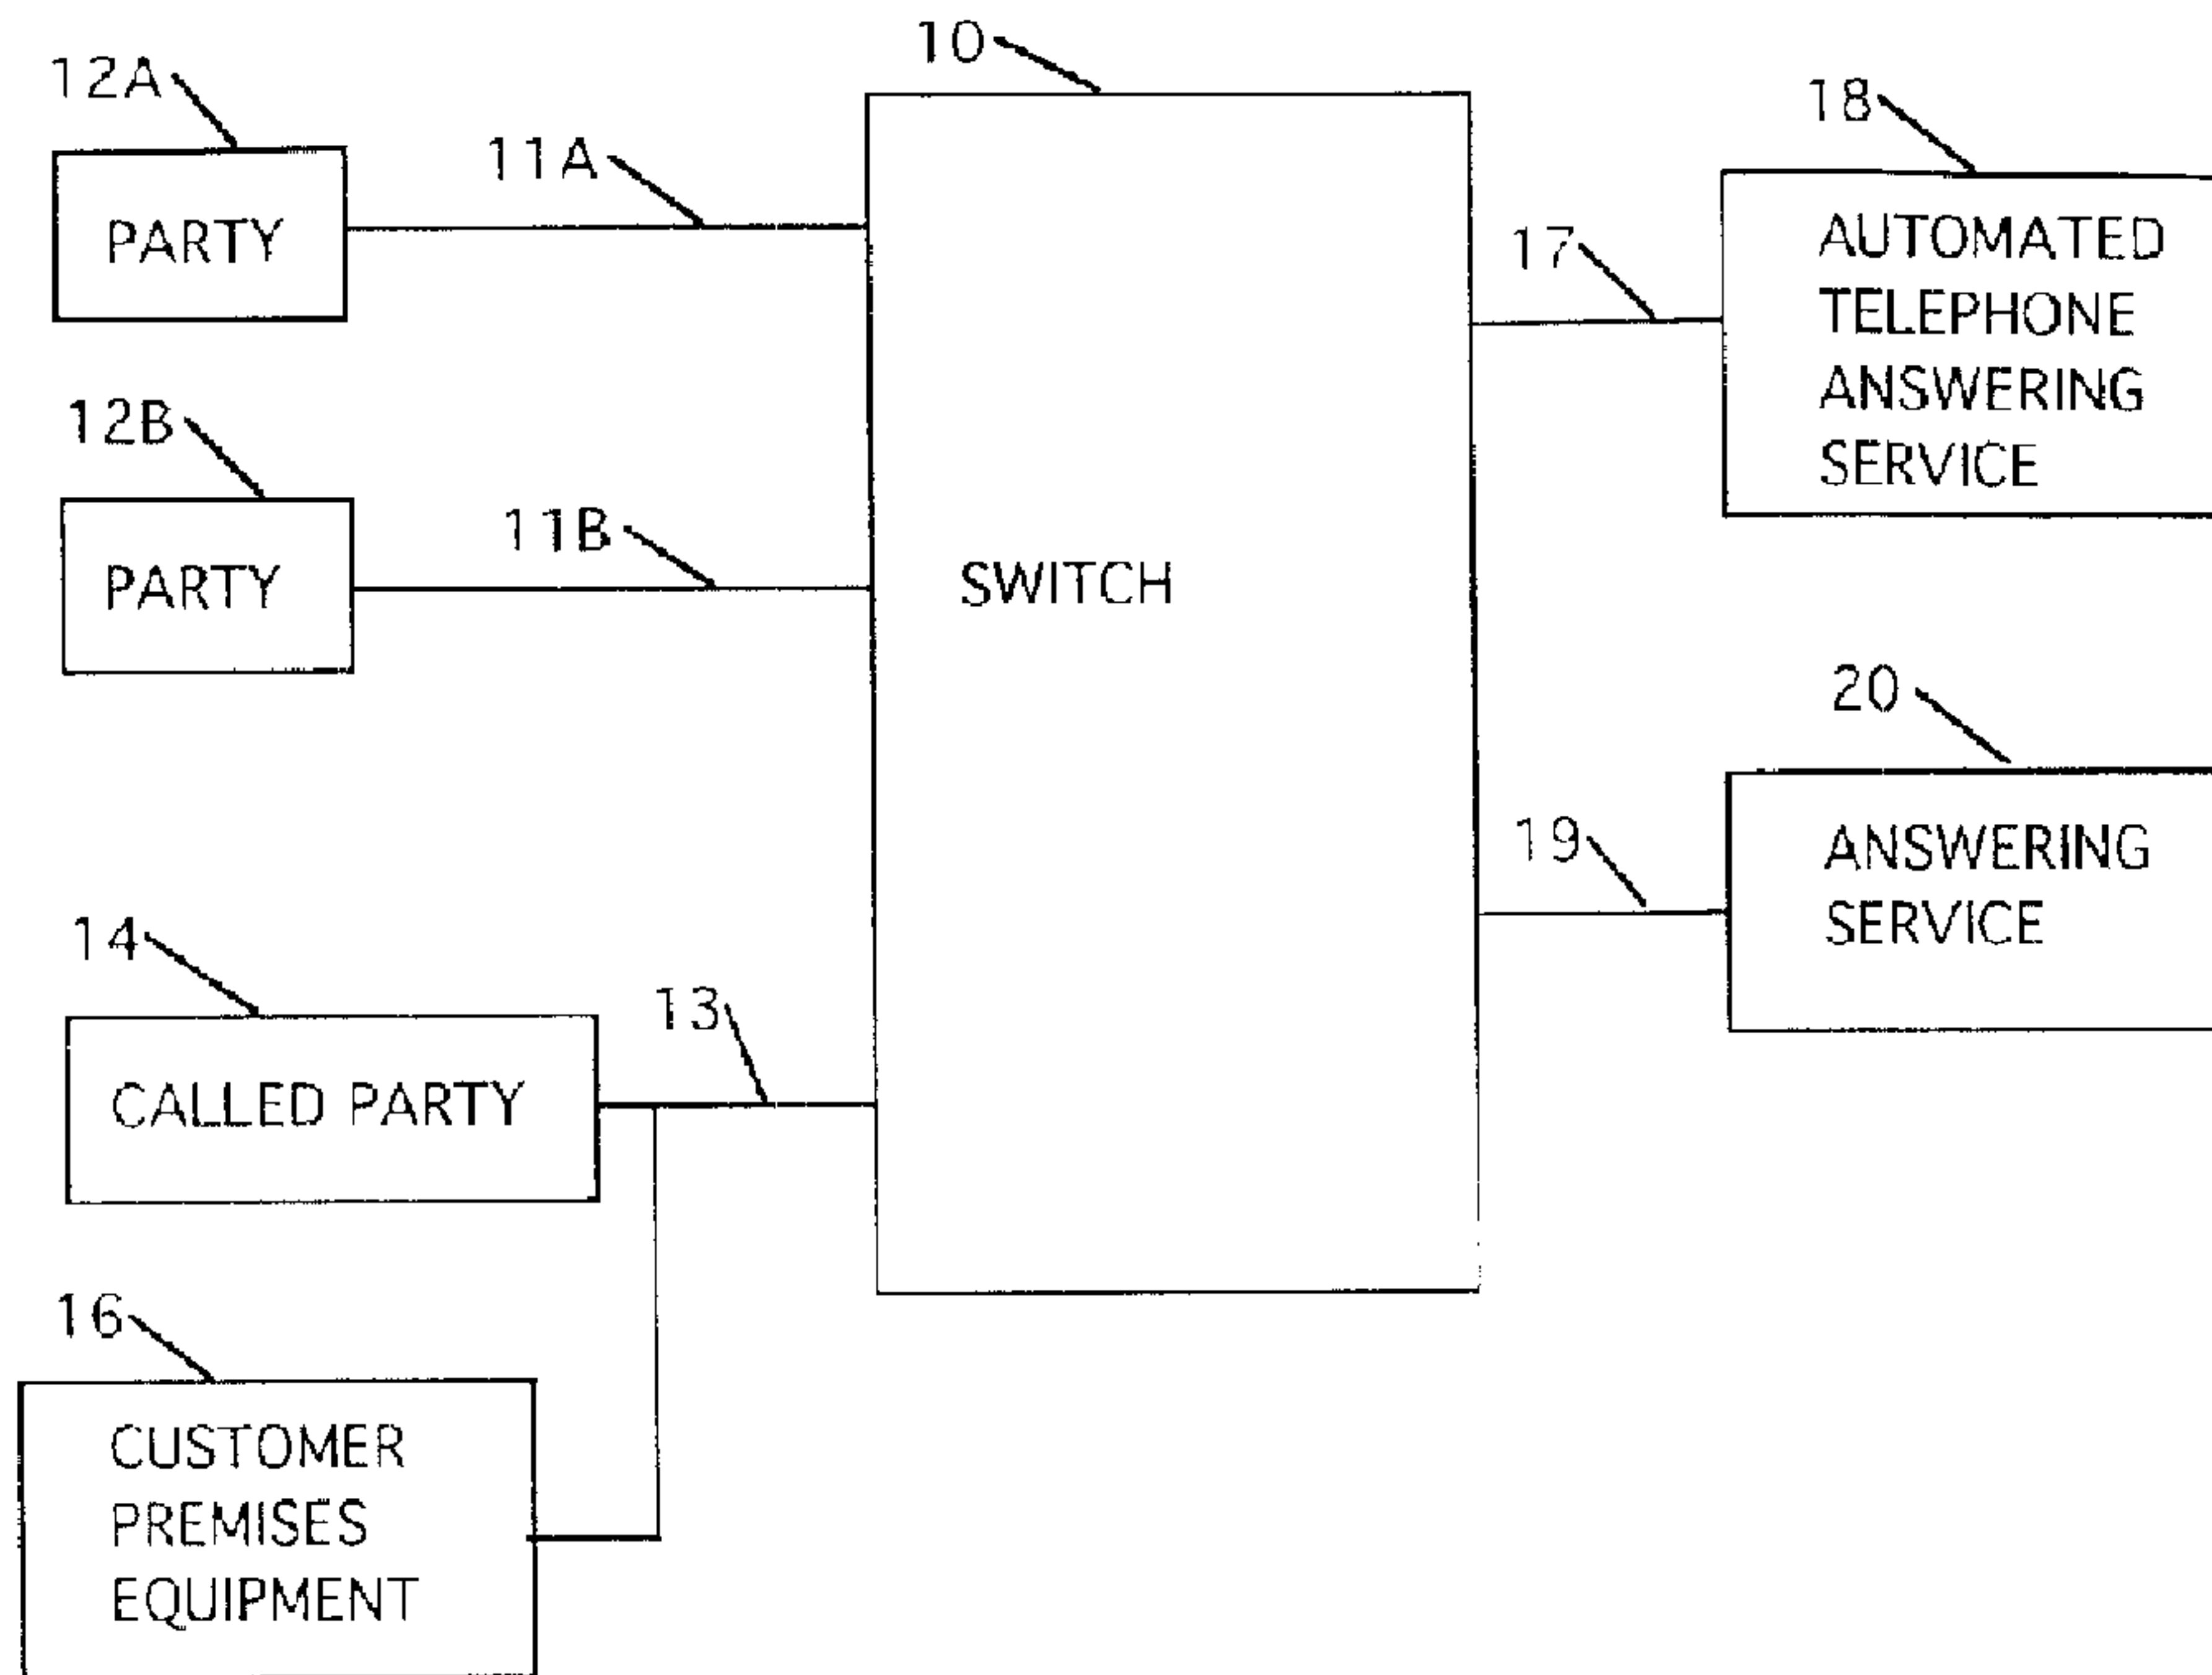 10
12A
18
11A
PARTY
17
AUTOMATED
TELEPHONE
ANSWERING
SERVICE
12B
11B
PARTY
SWITCH
20
19
ANSWERING
SERVICE
14
13
CALLED PARTY
16
CUSTOMER
PREMISES
EQUIPMENT